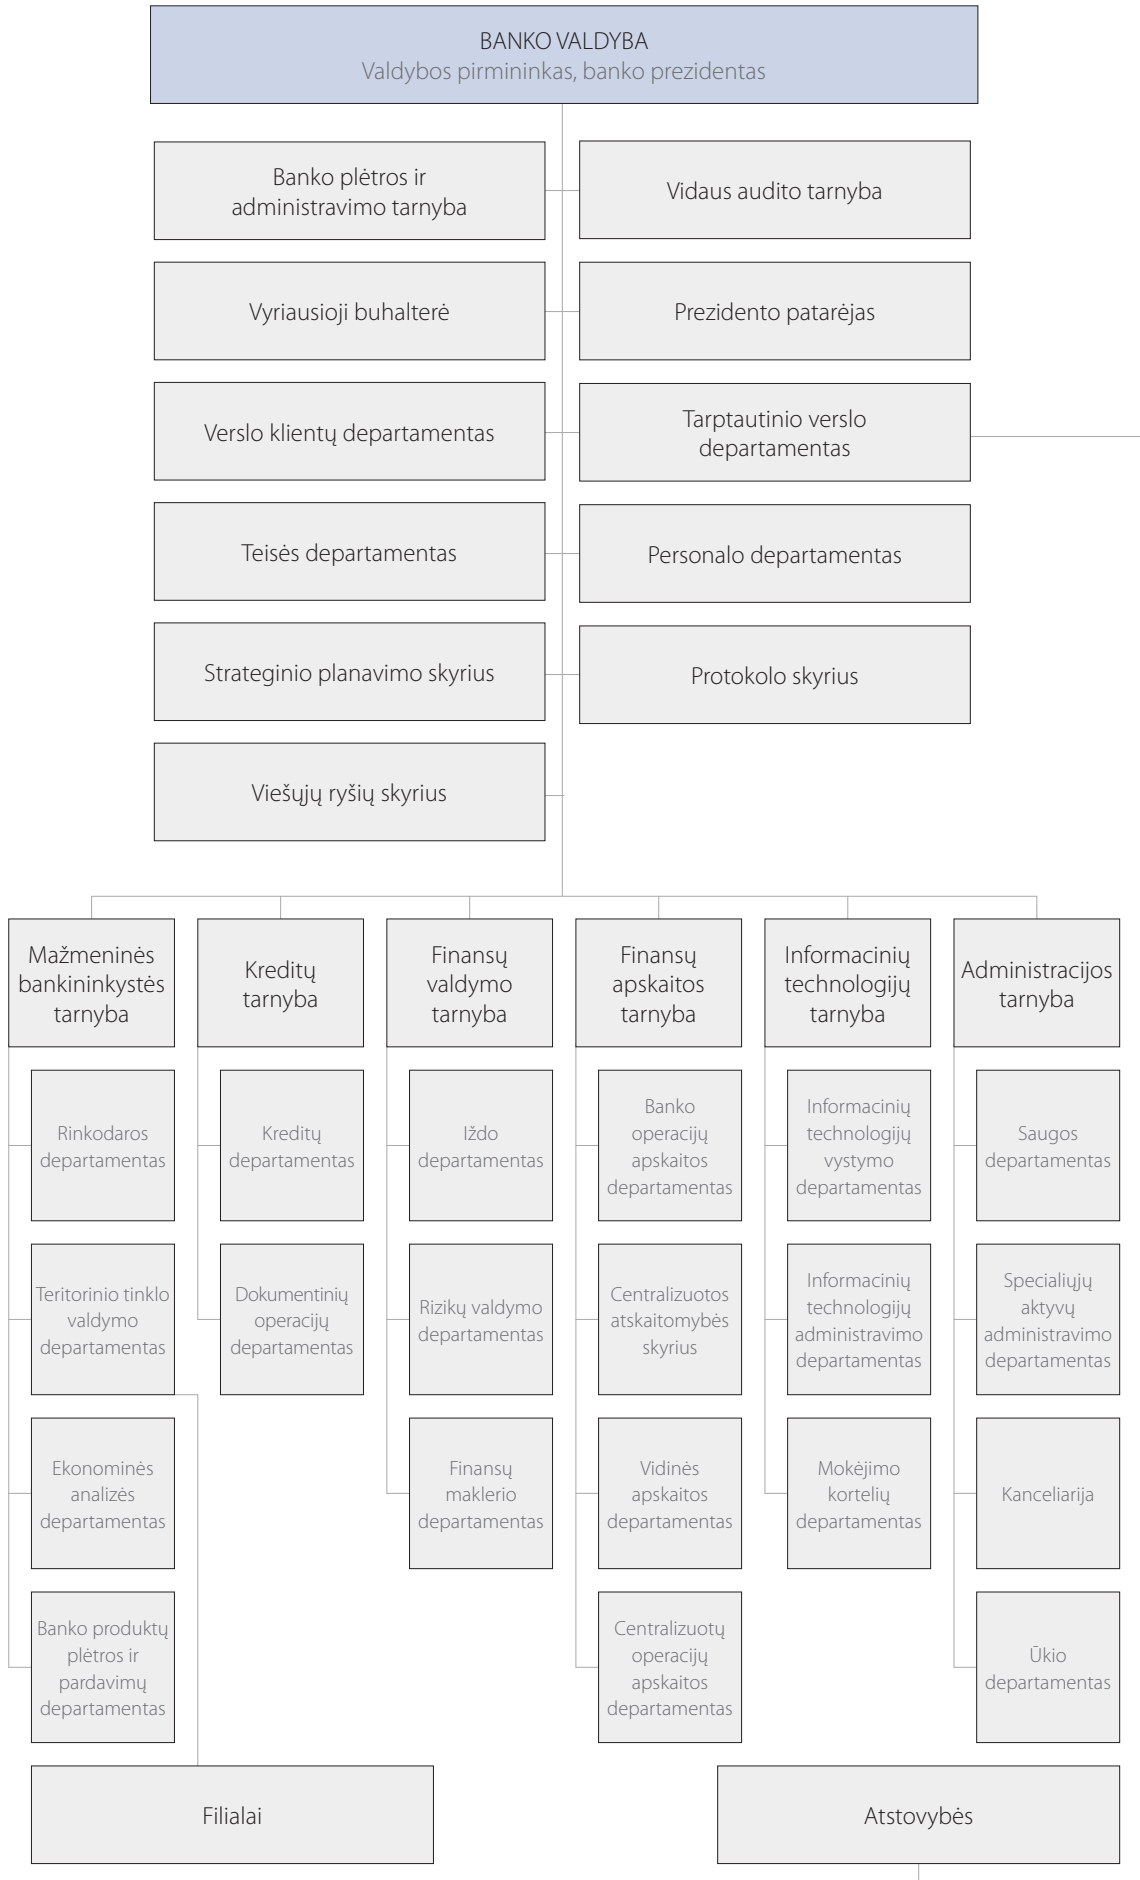 BANKO VALDYBA
Valdybos pirmininkas, banko prezidentas
Banko plėtros ir
administravimo tarnyba
Vidaus audito tarnyba
Vyriausioji buhalterė
Prezidento patarėjas
Verslo klientų departamentas
Tarptautinio verslo
departamentas
Teisės departamentas
Personalo departamentas
Strateginio planavimo skyrius
Protokolo skyrius
Viešųjų ryšių skyrius
Mažmeninės
bankininkystės
tarnyba
Kreditų
tarnyba
Finansų
valdymo
tarnyba
Finansų
apskaitos
tarnyba
Informacinių
technologijų
tarnyba
Administracijos
tarnyba
Rinkodaros
departamentas
Kreditų
departamentas
Iždo
departamentas
Banko
operacijų
apskaitos
departamentas
Informacinių
technologijų
vystymo
departamentas
Saugos
departamentas
Teritorinio tinklo
valdymo
departamentas
Dokumentinių
operacijų
departamentas
Rizikų valdymo
departamentas
Centralizuotos
atskaitomybės
skyrius
Informacinių
technologijų
administravimo
departamentas
Specialiųjų
aktyvų
administravimo
departamentas
Ekonominės
analizės
departamentas
Finansų
maklerio
departamentas
Vidinės
apskaitos
departamentas
Mokėjimo
kortelių
departamentas
Kanceliarija
Banko produktų
plėtros ir
pardavimų
departamentas
Centralizuotų
operacijų
apskaitos
departamentas
Ūkio
departamentas
Filialai
Atstovybės